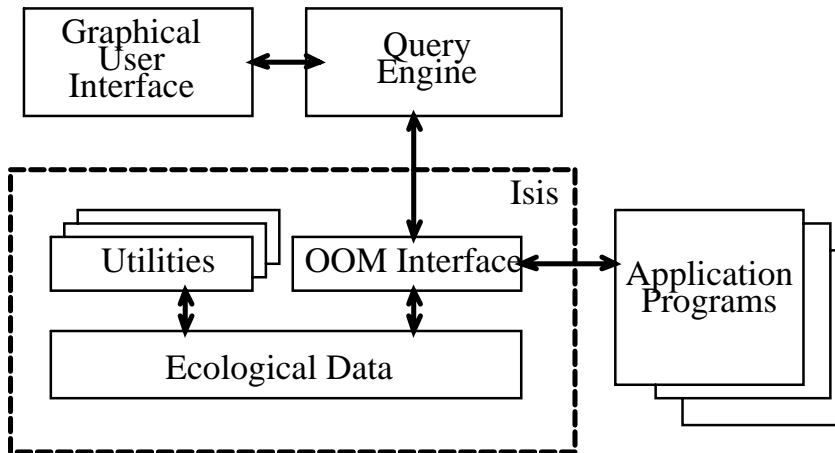 Graphical
User
Interface
Query
Engine
Isis
Utilities
OOM Interface
Application
Programs
Ecological Data